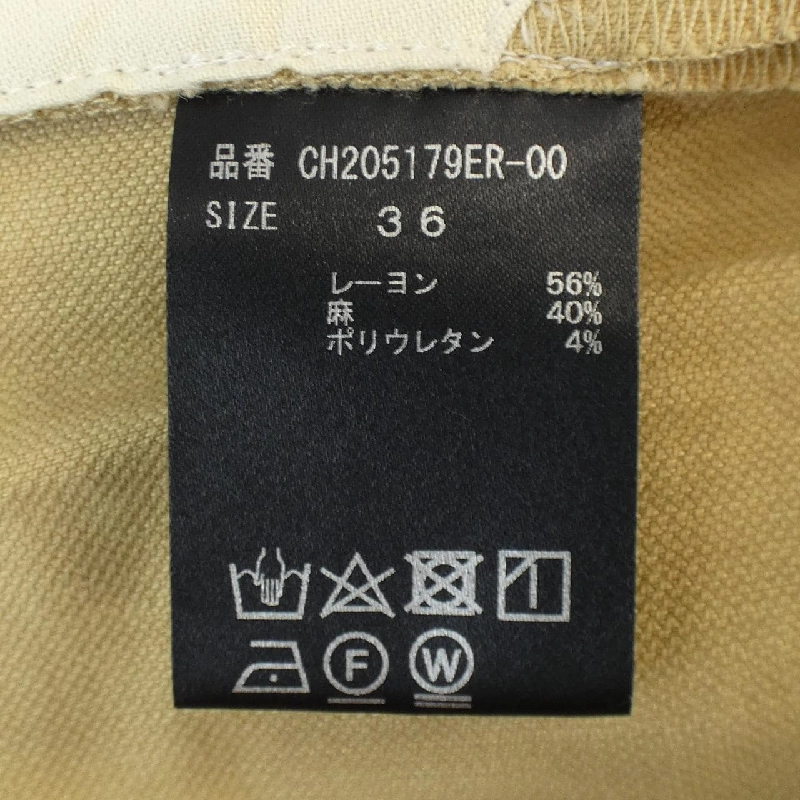 品番 CH205179ER-00
SIZE 36
レーヨン 56%
麻 40%
ポリウレタン 4%
F W